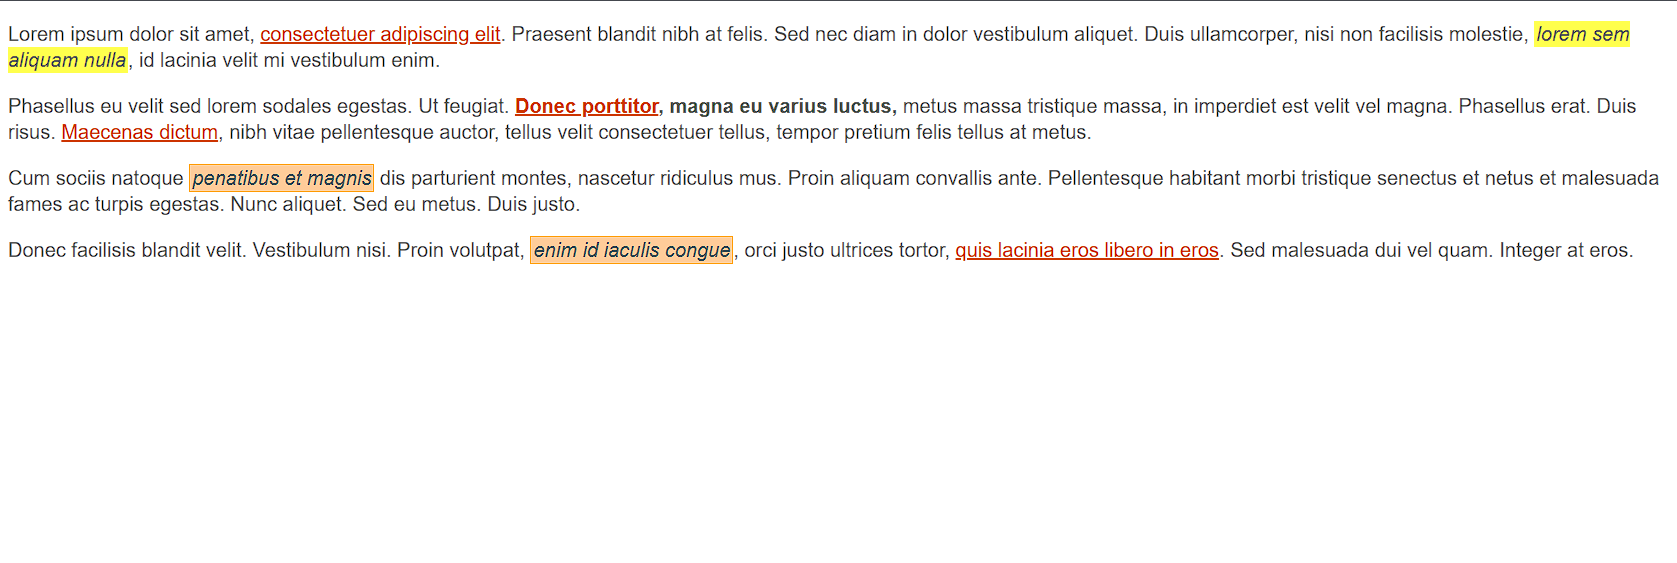 Lorem ipsum dolor sit amet, consectetuer adipiscing elit. Praesent blandit nibh at felis. Sed nec diam in dolor vestibulum aliquet. Duis ullamcorper, nisi non facilisis molestie, lorem sem
aliquam nulla, id lacinia velit mi vestibulum enim.
Phasellus eu velit sed lorem sodales egestas. Ut feugiat. Donec porttitor, magna eu varius luctus, metus massa tristique massa, in imperdiet est velit vel magna. Phasellus erat. Duis
risus. Maecenas dictum, nibh vitae pellentesque auctor, tellus velit consectetuer tellus, tempor pretium felis tellus at metus.
Cum sociis natoque penatibus et magnis dis parturient montes, nascetur ridiculus mus. Proin aliquam convallis ante. Pellentesque habitant morbi tristique senectus et netus et malesuada
fames ac turpis egestas. Nunc aliquet. Sed eu metus. Duis justo.
Donec facilisis blandit velit. Vestibulum nisi. Proin volutpat, enim id iaculis congue, orci justo ultrices tortor, quis lacinia eros libero in eros. Sed malesuada dui vel quam. Integer at eros.